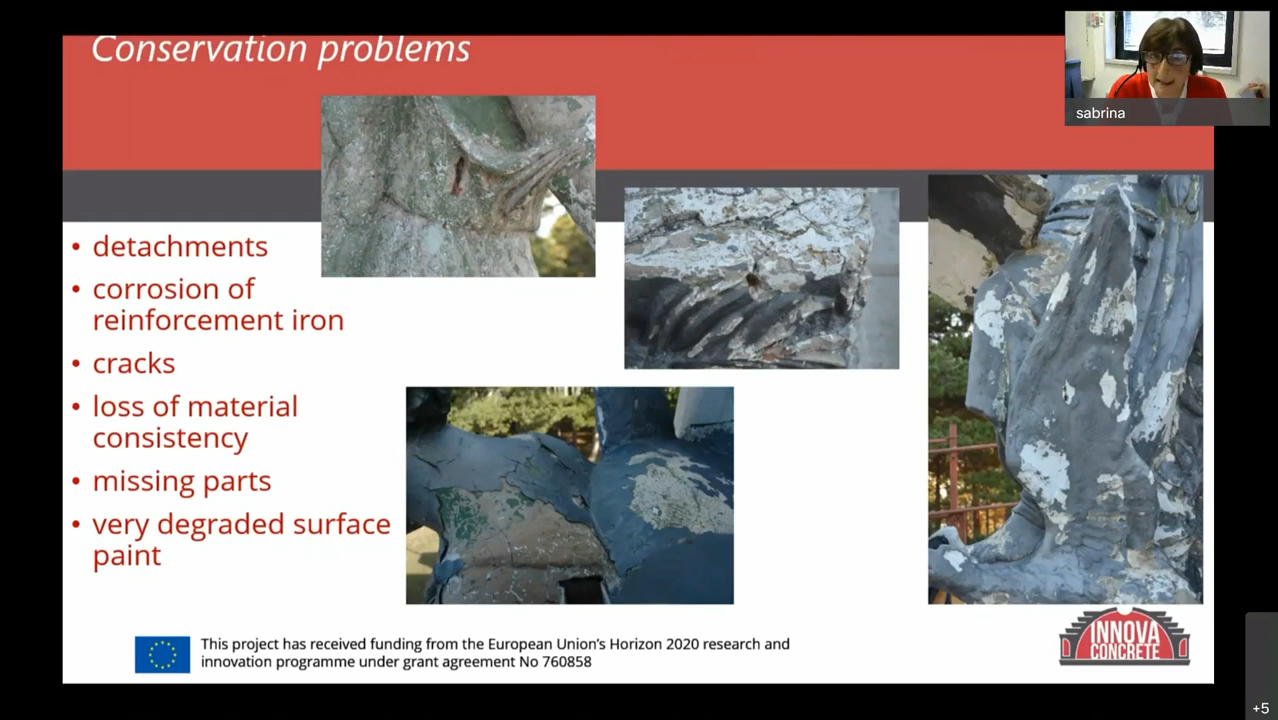 Conservation problems
sabrina
• detachments
• corrosion of
reinforcement iron
• cracks
• loss of material
consistency
• missing parts
• very degraded surface
paint
This project has received funding from the European Union's Horizon 2020 research and
innovation programme under grant agreement No 760858
INNOVA
CONCRETE
+5